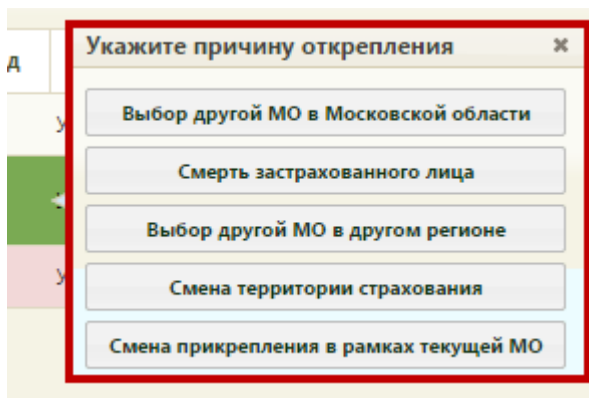 Укажите причину открепления
д
Выбор другой МО в Московской области
У
Смерть застрахованного лица
Выбор другой МО в другом регионе
У
Смена территории страхования
Смена прикрепления в рамках текущей МО